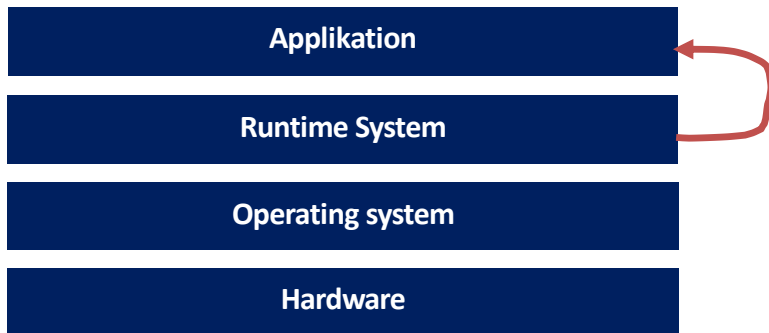 Applikation
Runtime System
Operating system
Hardware